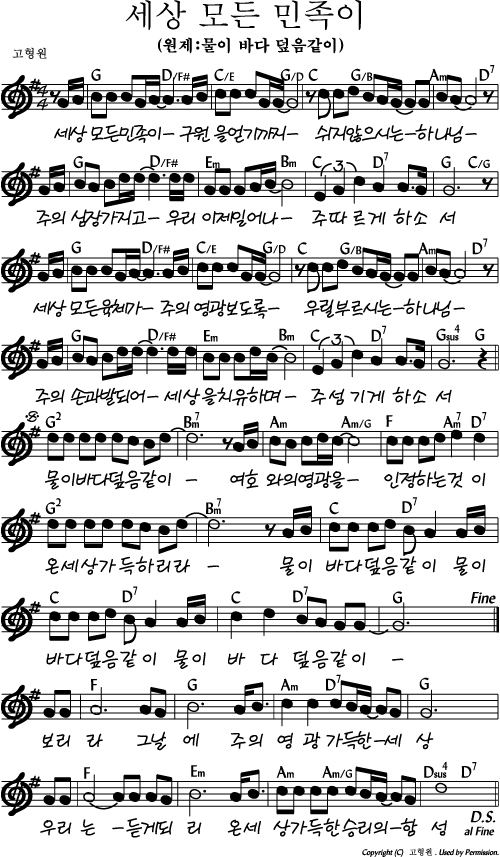 세상 모든 민족이
(원제:물이 바다 덮음같이)
고형원
G D/F# C/E G/D C G/B Am G D7
세상 모든민족이- 구원 을얻기까지- 쉬지않으시는-하나님-
G D/F# Em Bm C 3 D7 G C/G
주의 심장가지고- 우리 이제일어나- 주따 르게 하소 서
G D/F# C/E G/D C G/B Am G D7
세상 모든육체가- 주의 영광보도록- 우릴부르시는-하나님-
G D/F# Em Bm C 3 D7 Gsus4 G
주의 손과발되어- 세상 을치유하며- 주섬 기게 하소 서
G2 Bm7 Am Am/G F Am7 D7
물이바다덮음같이 - 여호 와의영광을- 인정하는것 이
G2 Bm7 C D7
온세상가득하리라- 물이 바다덮음같이 물이
C D7 C D7 G Fine
바다덮음같이 물이 바 다 덮음같이 -
F G Am D7 G
보리 라 그날 에 주의 영 광 가득한-세 상
F Em Am Am/G Dsus4 D7
우리 는 -듣게되 리 온세 상가득한승리의-함 성
D.S.
al Fine
Copyright (C) 고형원 . Used by Permission.